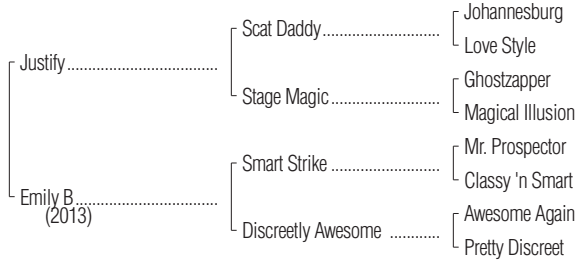 Johannesburg
Scat Daddy
Love Style
Justify
Ghostzapper
Stage Magic
Magical Illusion
Mr. Prospector
Smart Strike
Classy 'n Smart
Emily B
(2013)
Awesome Again
Discreetly Awesome
Pretty Discreet